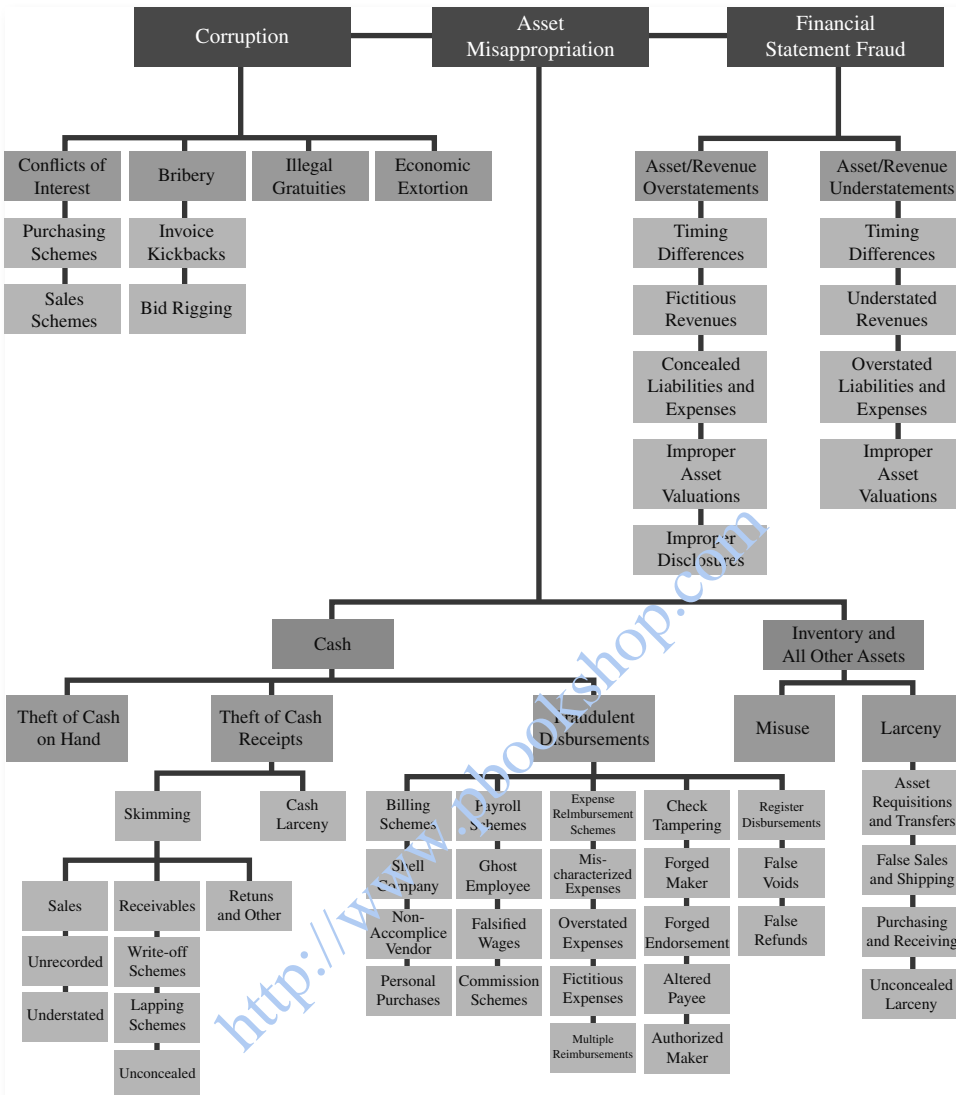 Corruption
Asset
Misappropriation
Financial
Statement Fraud
Conflicts of
Interest
Purchasing
Schemes
Sales
Schemes
Bribery
Invoice
Kickbacks
Bid Rigging
Illegal
Gratuities
Economic
Extortion
Asset/Revenue
Overstatements
Timing
Differences
Fictitious
Revenues
Concealed
Liabilities and
Expenses
Improper
Asset
Valuations
Improper
Disclosures
Asset/Revenue
Understatements
Timing
Differences
Understated
Revenues
Overstated
Liabilities and
Expenses
Improper
Asset
Valuations
Cash
Inventory and
All Other Assets
Theft of Cash
on Hand
Theft of Cash
Receipts
Fraudulent
Disbursements
Misuse
Larceny
Skimming
Cash
Larceny
Sales
Unrecorded
Understated
Receivables
Write-off
Schemes
Lapping
Schemes
Unconcealed
Retuns
and Other
Billing
Schemes
Shell
Company
Non-
Accomplice
Vendor
Personal
Purchases
Payroll
Schemes
Ghost
Employee
Falsified
Wages
Commission
Schemes
Expense
ReImbursement
Schemes
Mis-
characterized
Expenses
Overstated
Expenses
Fictitious
Expenses
Multiple
Reimbursements
Check
Tampering
Forged
Maker
Forged
Endorsement
Altered
Payee
Authorized
Maker
Register
Disbursements
False
Voids
False
Refunds
Asset
Requisitions
and Transfers
False Sales
and Shipping
Purchasing
and Receiving
Unconcealed
Larceny
http://www.pbookshop.com